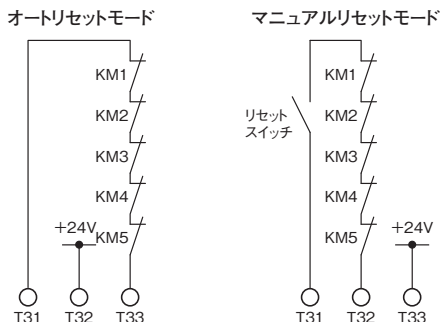 オートリセットモード
KM1
KM2
KM3
KM4
+24V
KM5
T31 T32 T33
マニュアルリセットモード
KM1
リセット
スイッチ
KM2
KM3
KM4
KM5
+24V
T31 T32 T33